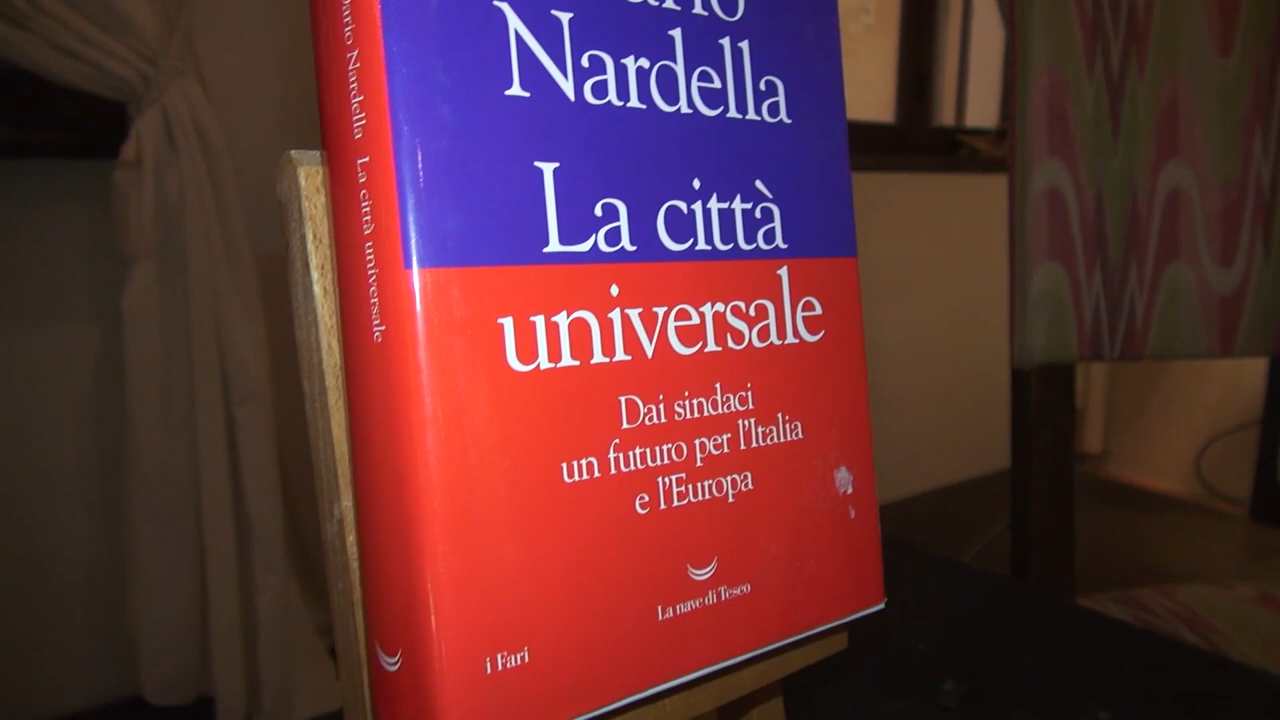 Dario Nardella La città universale
Dario
Nardella
La città
universale
Dai sindaci
un futuro per l'Italia
e l'Europa
La nave di Teseo
i Fari